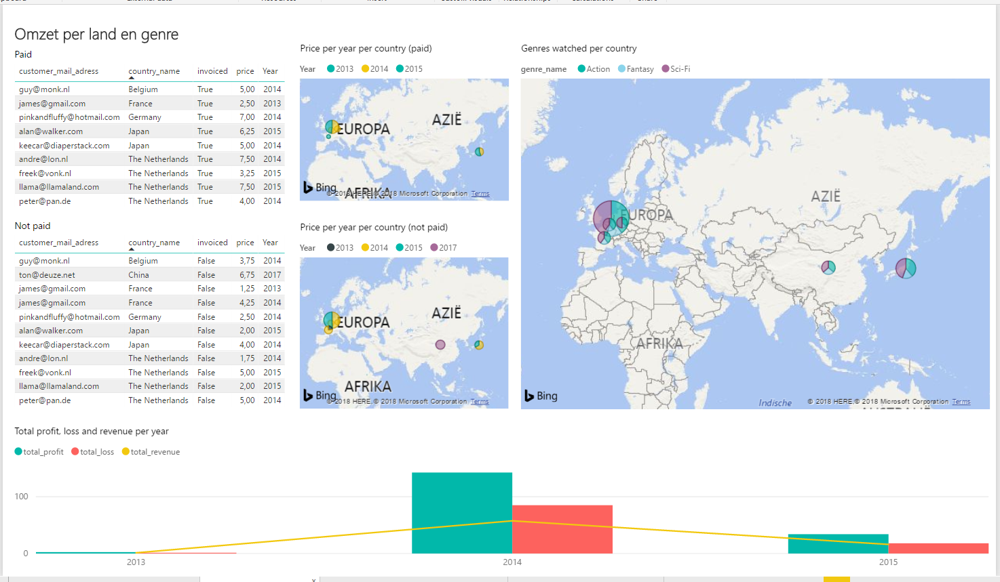 Omzet per land en genre
Paid
customer_mail_adress country_name invoiced price Year
guy@monk.nl Belgium True 5,00 2014
james@gmail.com France True 2,50 2013
pinkandfluffy@hotmail.com Germany True 7,00 2014
alan@walker.com Japan True 6,25 2015
keecar@diaperstack.com Japan True 5,00 2014
andre@lon.nl The Netherlands True 7,50 2014
freek@vonk.nl The Netherlands True 3,25 2015
llama@llamaland.com The Netherlands True 7,50 2015
peter@pan.de The Netherlands True 4,00 2014
Not paid
customer_mail_adress country_name invoiced price Year
guy@monk.nl Belgium False 3,75 2014
ton@deuze.net China False 6,75 2017
james@gmail.com France False 1,25 2013
james@gmail.com France False 4,25 2014
pinkandfluffy@hotmail.com Germany False 2,50 2014
alan@walker.com Japan False 2,00 2015
keecar@diaperstack.com Japan False 4,00 2014
andre@lon.nl The Netherlands False 1,75 2014
freek@vonk.nl The Netherlands False 5,00 2015
llama@llamaland.com The Netherlands False 2,00 2015
peter@pan.de The Netherlands False 5,00 2014
Price per year per country (paid)
Year 2013 2014 2015
AZIË
EUROPA
AFRIKA
Bing
© 2018 HERE © 2018 Microsoft Corporation Terms
Price per year per country (not paid)
Year 2013 2014 2015 2017
AZIË
EUROPA
AFRIKA
Bing
© 2018 HERE,© 2018 Microsoft Corporation Terms
Genres watched per country
genre_name Action Fantasy Sci-Fi
AZIË
EUROPA
AFRIKA
Bing
Indische
© 2018 HERE,© 2018 Microsoft Corporation Terms
Total profit, loss and revenue per year
total_profit total_loss total_revenue
100
0
2013 2014 2015
x